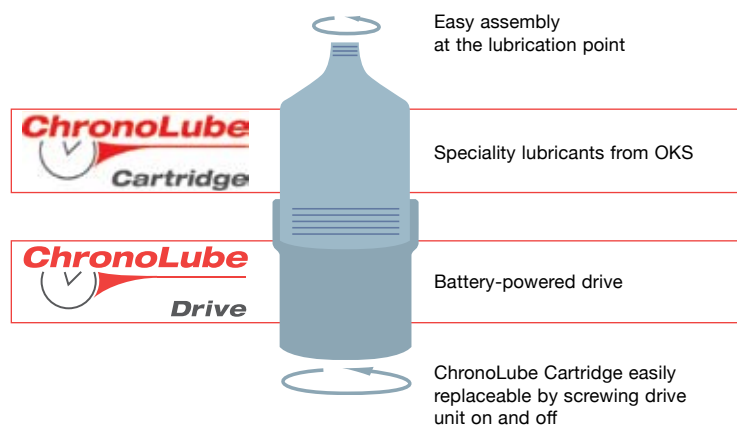 Easy assembly
at the lubrication point
ChronoLube
Cartridge
Speciality lubricants from OKS
ChronoLube
Drive
Battery-powered drive
ChronoLube Cartridge easily
replaceable by screwing drive
unit on and off